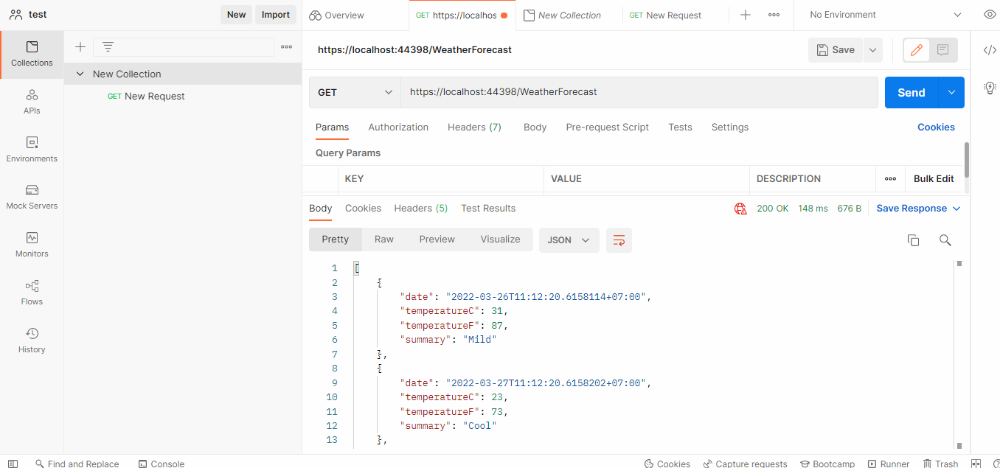 test
New
Import
Overview
GET https://localhos
New Collection
GET New Request
No Environment
Collections
APIs
Environments
Mock Servers
Monitors
Flows
History
New Collection
GET New Request
https://localhost:44398/WeatherForecast
Save
GET
https://localhost:44398/WeatherForecast
Send
Params Authorization Headers (7) Body Pre-request Script Tests Settings Cookies
Query Params
KEY VALUE DESCRIPTION Bulk Edit
Body Cookies Headers (5) Test Results 200 OK 148 ms 676 B Save Response
Pretty Raw Preview Visualize JSON
1 [
2 {
3 "date": "2022-03-26T11:12:20.6158114+07:00",
4 "temperatureC": 31,
5 "temperatureF": 87,
6 "summary": "Mild"
7 },
8 {
9 "date": "2022-03-27T11:12:20.6158202+07:00",
10 "temperatureC": 23,
11 "temperatureF": 73,
12 "summary": "Cool"
13 },
Find and Replace Console Cookies Capture requests Bootcamp Runner Trash